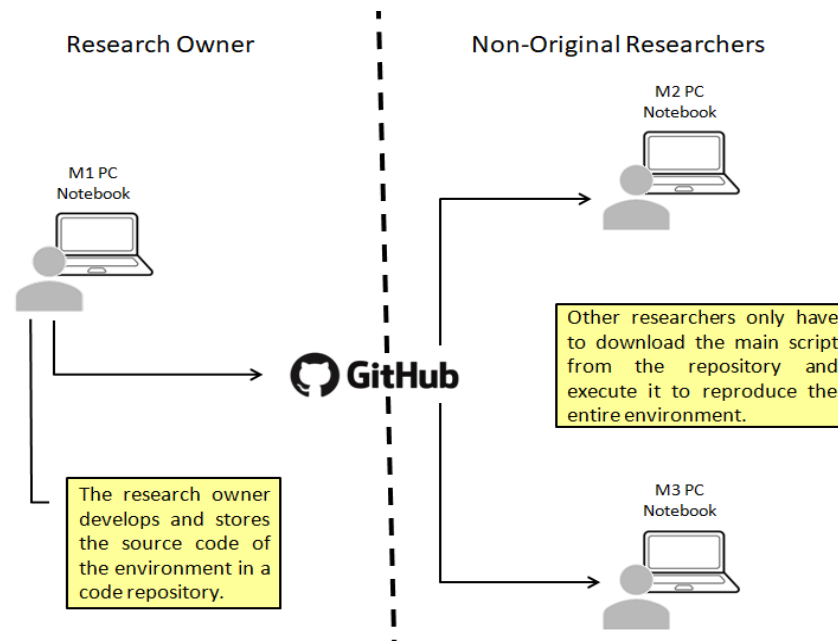 Research Owner
Non-Original Researchers
M1 PC
Notebook
M2 PC
Notebook
GitHub
Other researchers only have
to download the main script
from the repository and
execute it to reproduce the
entire environment.
The research owner
develops and stores
the source code of
the environment in a
code repository.
M3 PC
Notebook